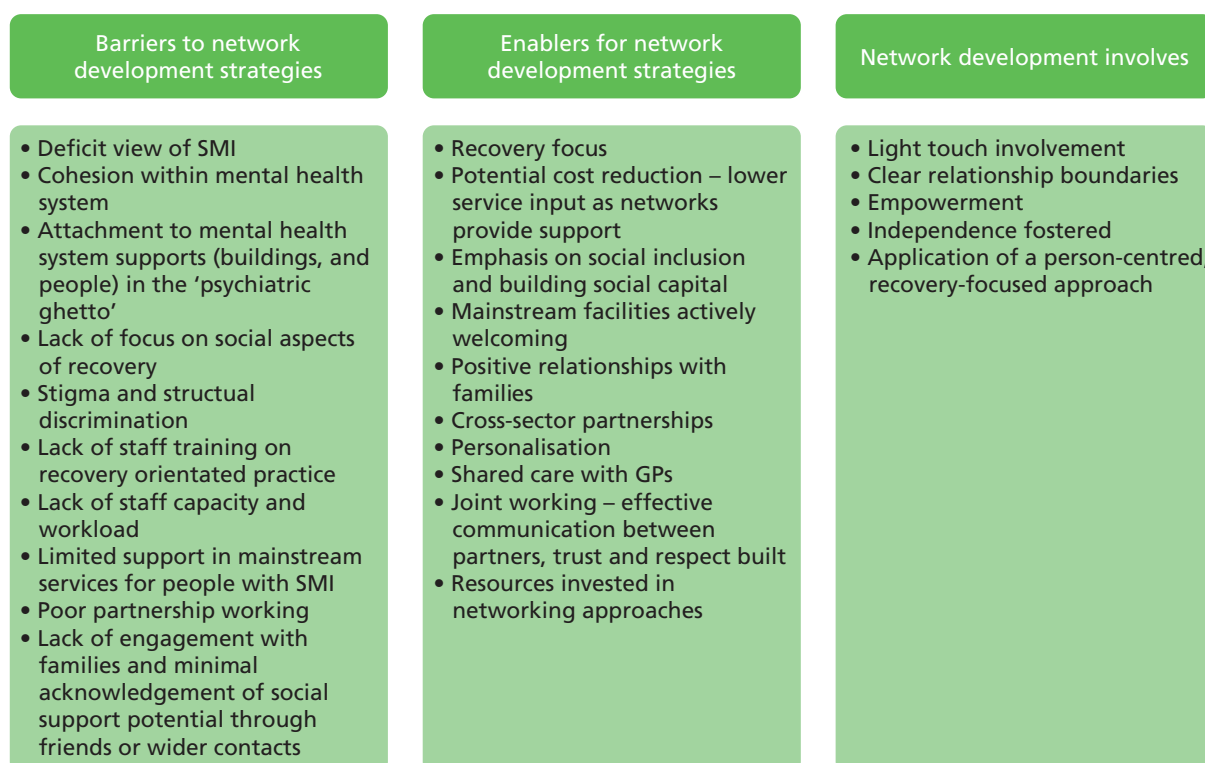 Barriers to network
development strategies
• Deficit view of SMI
• Cohesion within mental health
system
• Attachment to mental health
system supports (buildings, and
people) in the ‘psychiatric
ghetto’
• Lack of focus on social aspects
of recovery
• Stigma and structual
discrimination
• Lack of staff training on
recovery orientated practice
• Lack of staff capacity and
workload
• Limited support in mainstream
services for people with SMI
• Poor partnership working
• Lack of engagement with
families and minimal
acknowledgement of social
support potential through
friends or wider contacts
Enablers for network
development strategies
• Recovery focus
• Potential cost reduction – lower
service input as networks
provide support
• Emphasis on social inclusion
and building social capital
• Mainstream facilities actively
welcoming
• Positive relationships with
families
• Cross-sector partnerships
• Personalisation
• Shared care with GPs
• Joint working – effective
communication between
partners, trust and respect built
• Resources invested in
networking approaches
Network development involves
• Light touch involvement
• Clear relationship boundaries
• Empowerment
• Independence fostered
• Application of a person-centred,
recovery-focused approach